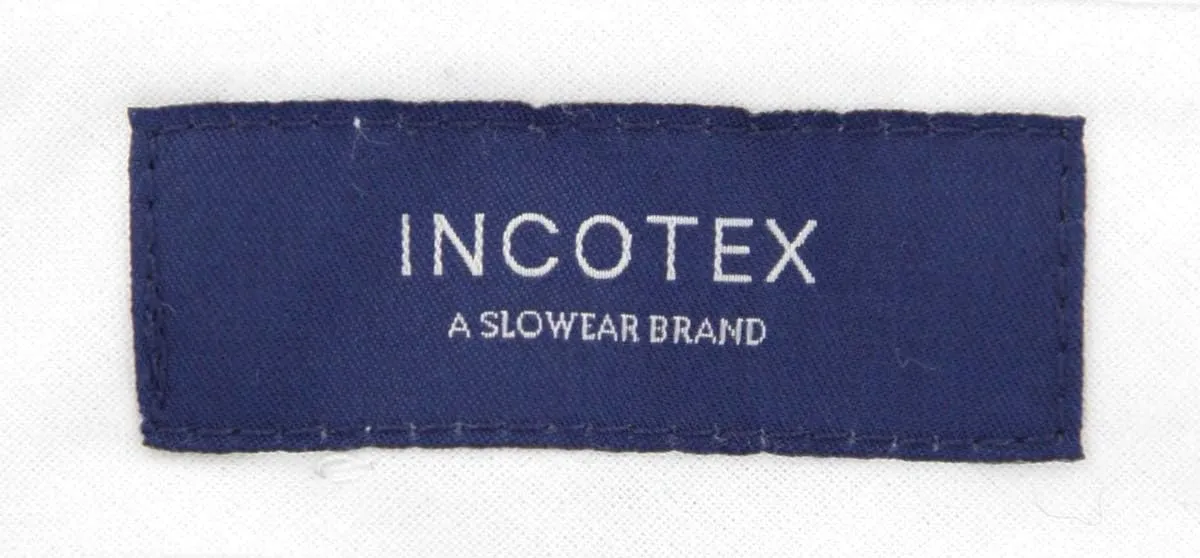 INCOTEX
A SLOWEAR BRAND